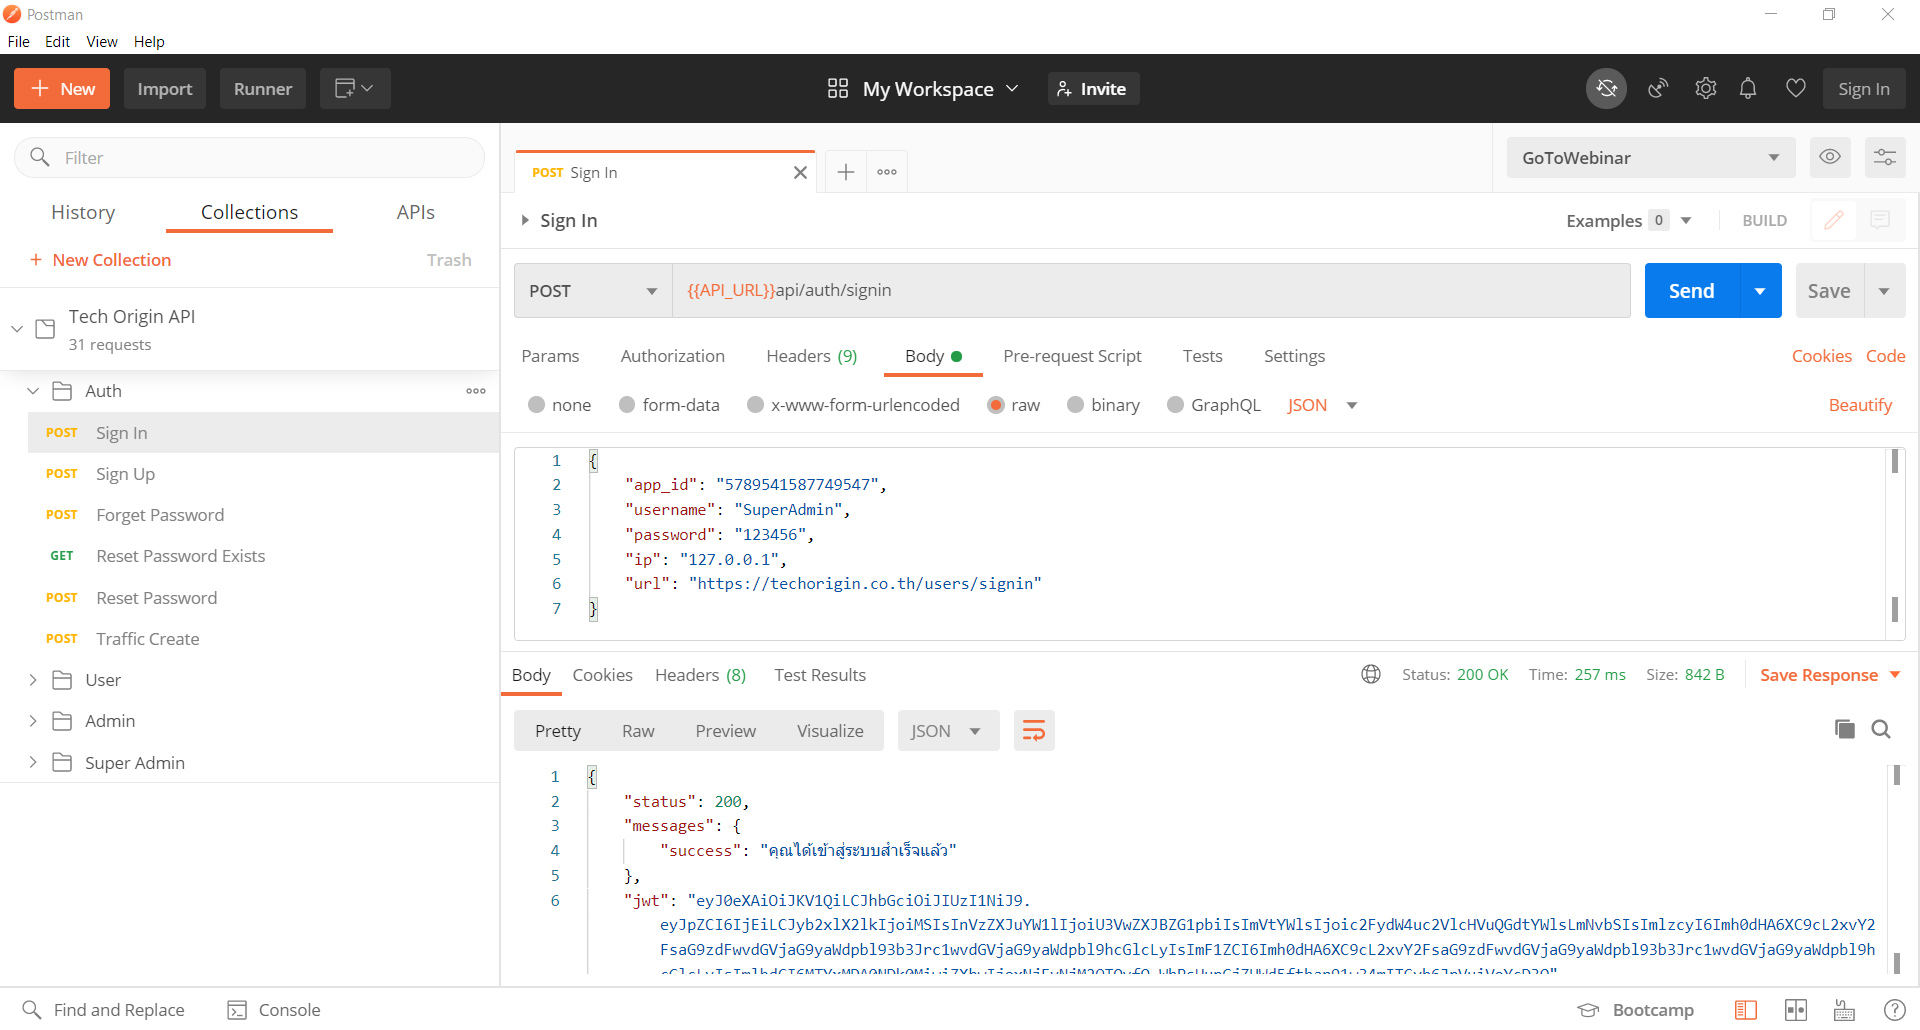 Postman
File Edit View Help
New Import Runner My Workspace Invite Sign In
Filter
History Collections APIs
+ New Collection Trash
Tech Origin API
31 requests
Auth
POST Sign In
POST Sign Up
POST Forget Password
GET Reset Password Exists
POST Reset Password
POST Traffic Create
User
Admin
Super Admin
POST Sign In
GoToWebinar
Sign In
Examples 0 BUILD
POST {{API_URL}}api/auth/signin Send Save
Params Authorization Headers (9) Body Pre-request Script Tests Settings Cookies Code
none form-data x-www-form-urlencoded raw binary GraphQL JSON Beautify
1 {
2 "app_id": "5789541587749547",
3 "username": "SuperAdmin",
4 "password": "123456",
5 "ip": "127.0.0.1",
6 "url": "https://techorigin.co.th/users/signin"
7 }
Body Cookies Headers (8) Test Results Status: 200 OK Time: 257 ms Size: 842 B Save Response
Pretty Raw Preview Visualize JSON
1 {
2 "status": 200,
3 "messages": {
4 "success": "คุณได้เข้าสู่ระบบสำเร็จแล้ว"
5 },
6 "jwt": "eyJ0eXAiOiJKV1QiLCJhbGciOiJIUzI1NiJ9.
eyJpZCI6IjEiLCJyb2xlX2lkIjoiMSIsInVzZXJuYW1lIjoiU3VwZXJBZG1pbiIsImVtYWlsIjoic2FydW4uc2VlcHVuQGdtYWlsLmNvbSIsImlzcyI6Imh0dHA6XC9cL2xvY2
FsaG9zdFwvdGVjaG9yaWdpbl93b3Jrc1wvdGVjaG9yaWdpbl9hcGlcLyIsImF1ZCI6Imh0dHA6XC9cL2xvY2FsaG9zdFwvdGVjaG9yaWdpbl93b3Jrc1wvdGVjaG9yaWdpbl9h
Find and Replace Console Bootcamp